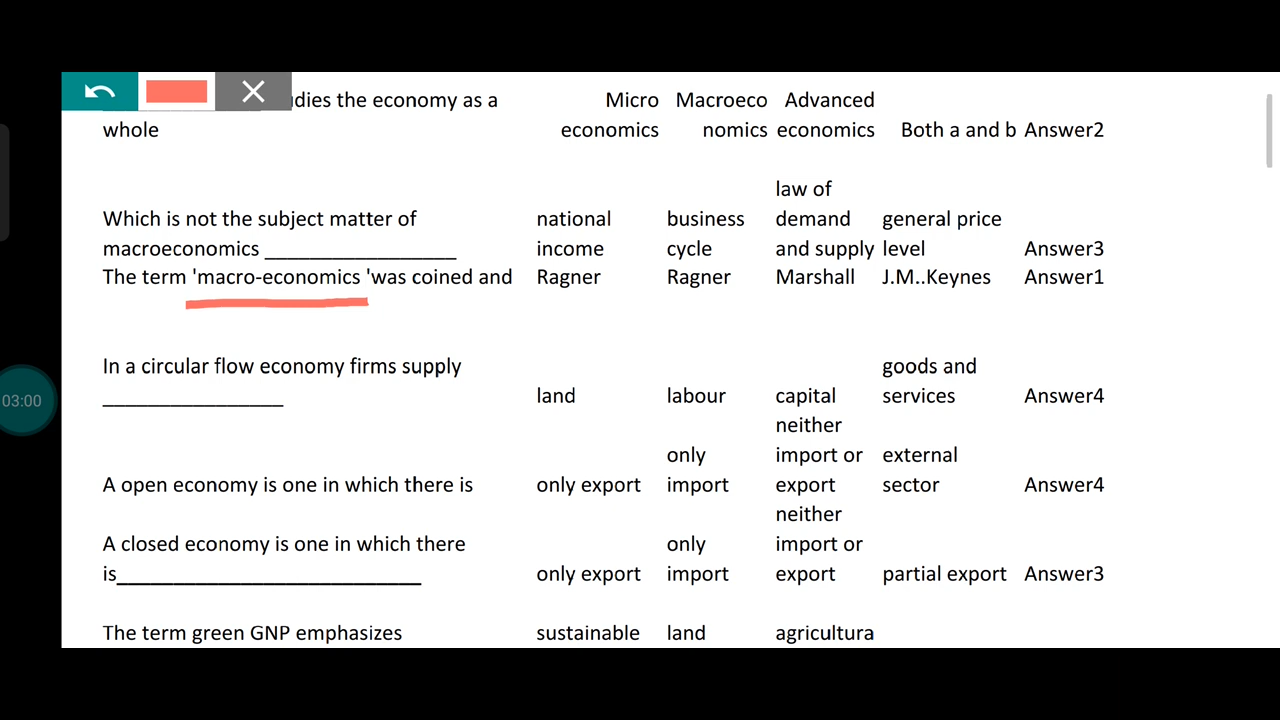 udies the economy as a Micro Macroeco Advanced
whole economics nomics economics Both a and b Answer2
law of
Which is not the subject matter of national business demand general price
macroeconomics _________________ income cycle and supply level Answer3
The term 'macro-economics 'was coined and Ragner Ragner Marshall J.M..Keynes Answer1
In a circular flow economy firms supply goods and
________________ land labour capital services Answer4
neither
only import or external
A open economy is one in which there is only export import export sector Answer4
neither
A closed economy is one in which there only import or
is___________________________ only export import export partial export Answer3
The term green GNP emphasizes sustainable land agricultura
03:00